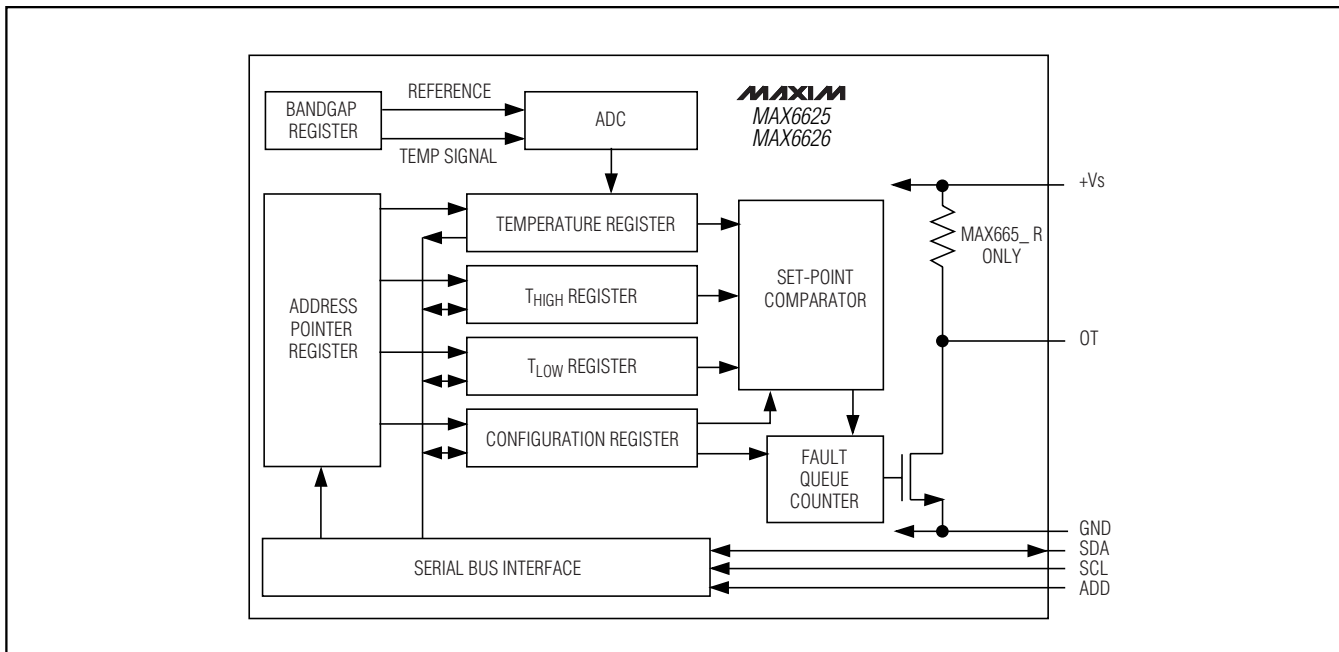 REFERENCE
BANDGAP
REGISTER
ADC
TEMP SIGNAL
MAXIM
MAX6625
MAX6626
+Vs
ADDRESS
POINTER
REGISTER
TEMPERATURE REGISTER
THIGH REGISTER
TLOW REGISTER
CONFIGURATION REGISTER
SET-POINT
COMPARATOR
MAX665_ R
ONLY
OT
FAULT
QUEUE
COUNTER
GND
SERIAL BUS INTERFACE
SDA
SCL
ADD